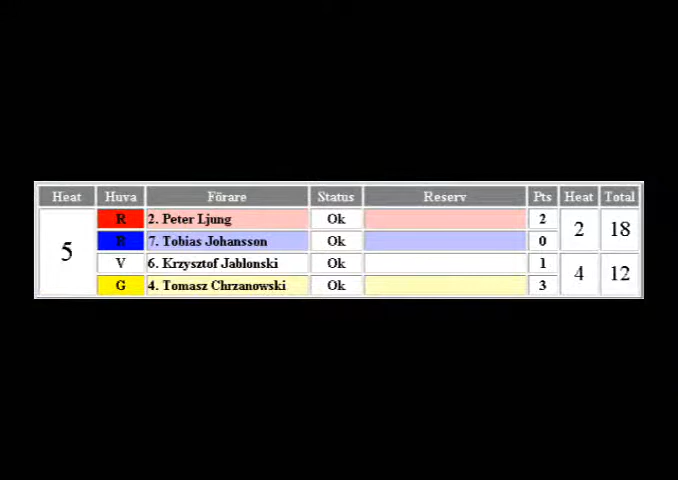 Heat Huva Förare Status Reserv Pts Heat Total
5
R 2. Peter Ljung Ok 2
R 7. Tobias Johansson Ok 0
2 18
V 6. Krzysztof Jablonski Ok 1
G 4. Tomasz Chrzanowski Ok 3
4 12